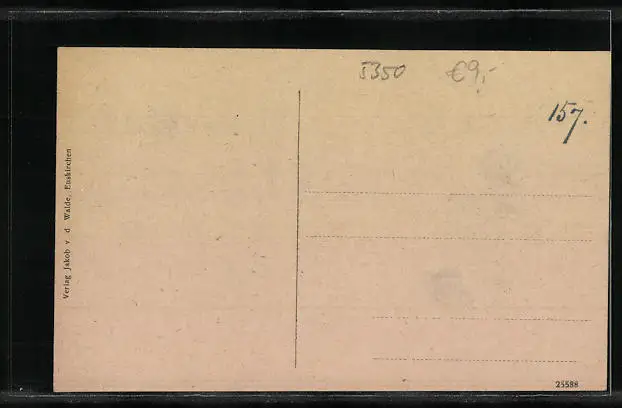 5350 €9,-
157.
Verlag Jakob v. d. Walde, Euskirchen
25588